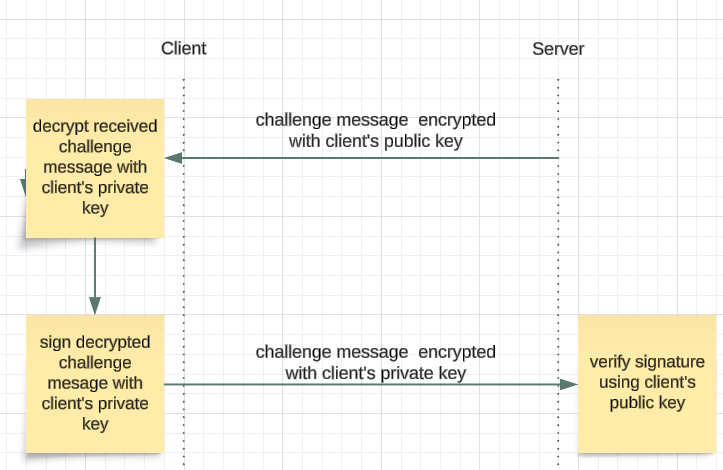 Client
Server
challenge message encrypted
with client's public key
decrypt received
challenge
message with
client's private
key
sign decrypted
challenge
mesage with
client's private
key
challenge message encrypted
with client's private key
verify signature
using client's
public key